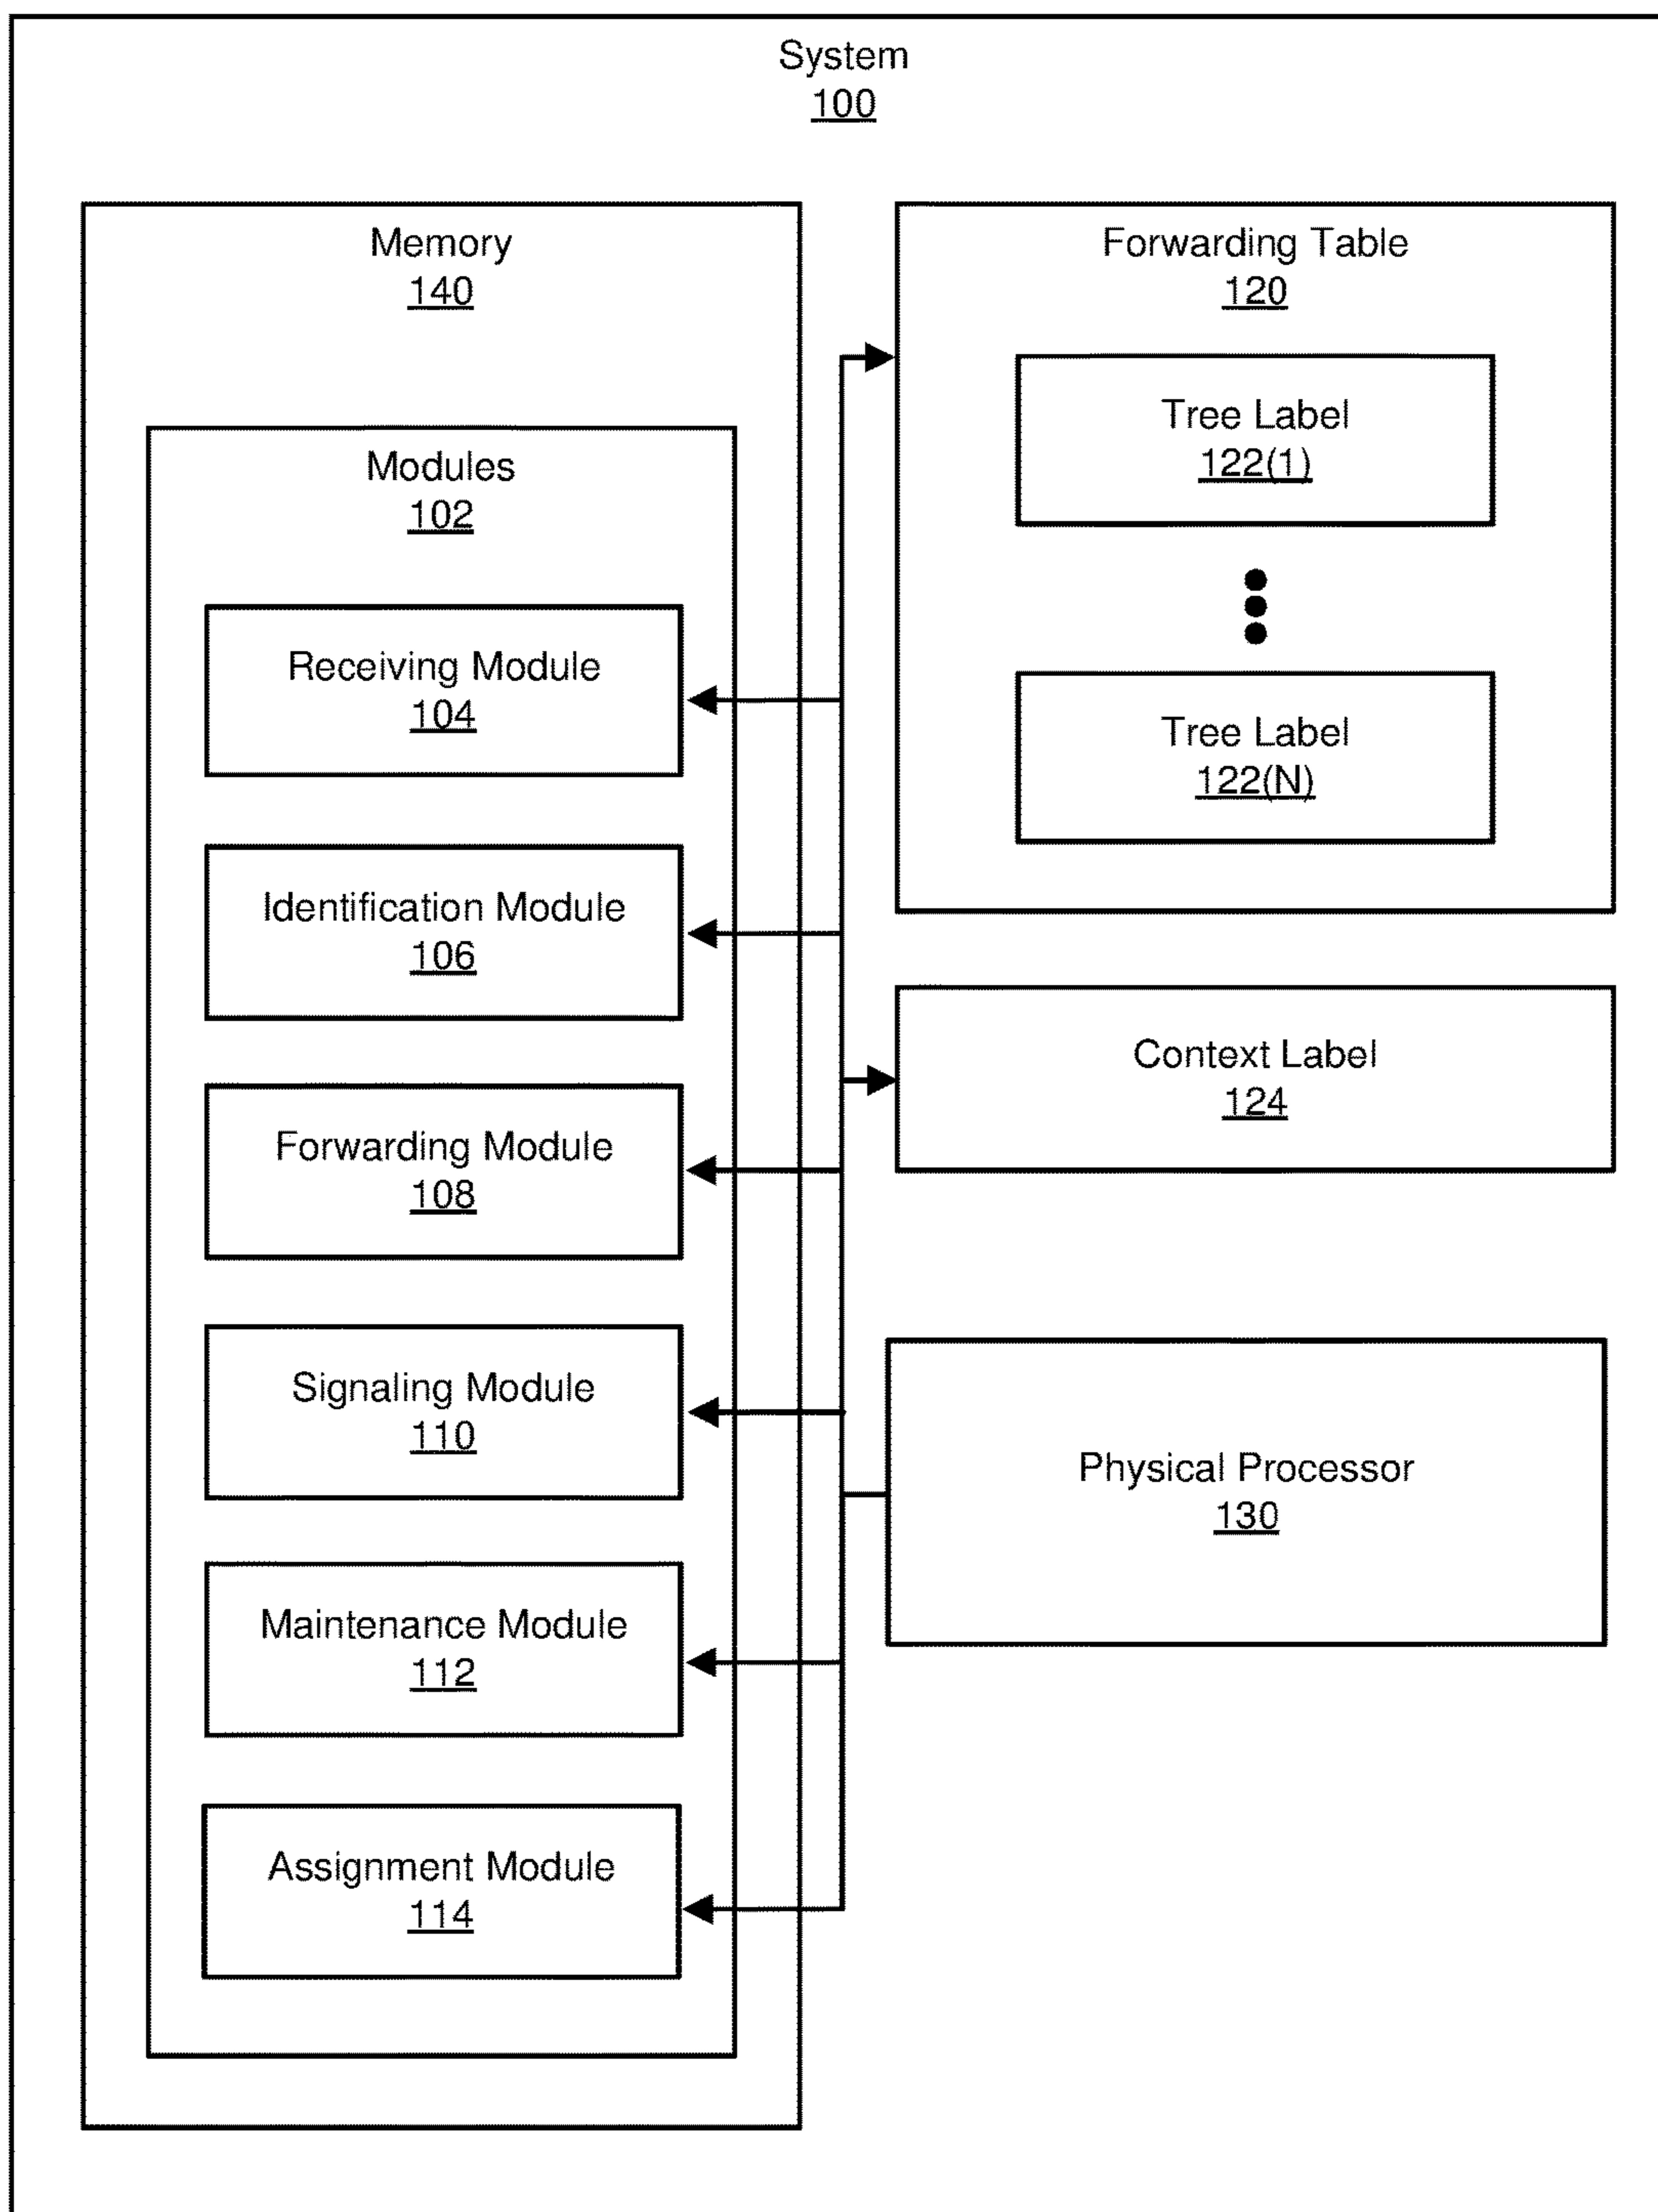 System
100
Memory
140
Modules
102
Receiving Module
104
Identification Module
106
Forwarding Module
108
Signaling Module
110
Maintenance Module
112
Assignment Module
114
Forwarding Table
120
Tree Label
122(1)
Tree Label
122(N)
Context Label
124
Physical Processor
130